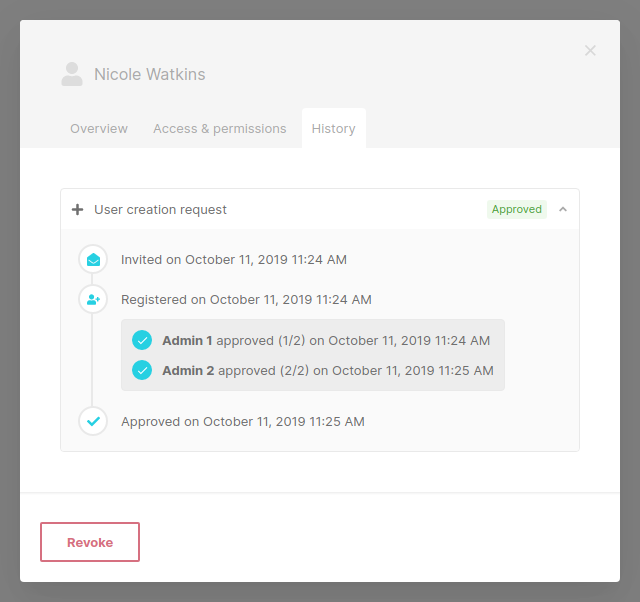 Nicole Watkins
Overview Access & permissions History
User creation request Approved
Invited on October 11, 2019 11:24 AM
Registered on October 11, 2019 11:24 AM
Admin 1 approved (1/2) on October 11, 2019 11:24 AM
Admin 2 approved (2/2) on October 11, 2019 11:25 AM
Approved on October 11, 2019 11:25 AM
Revoke